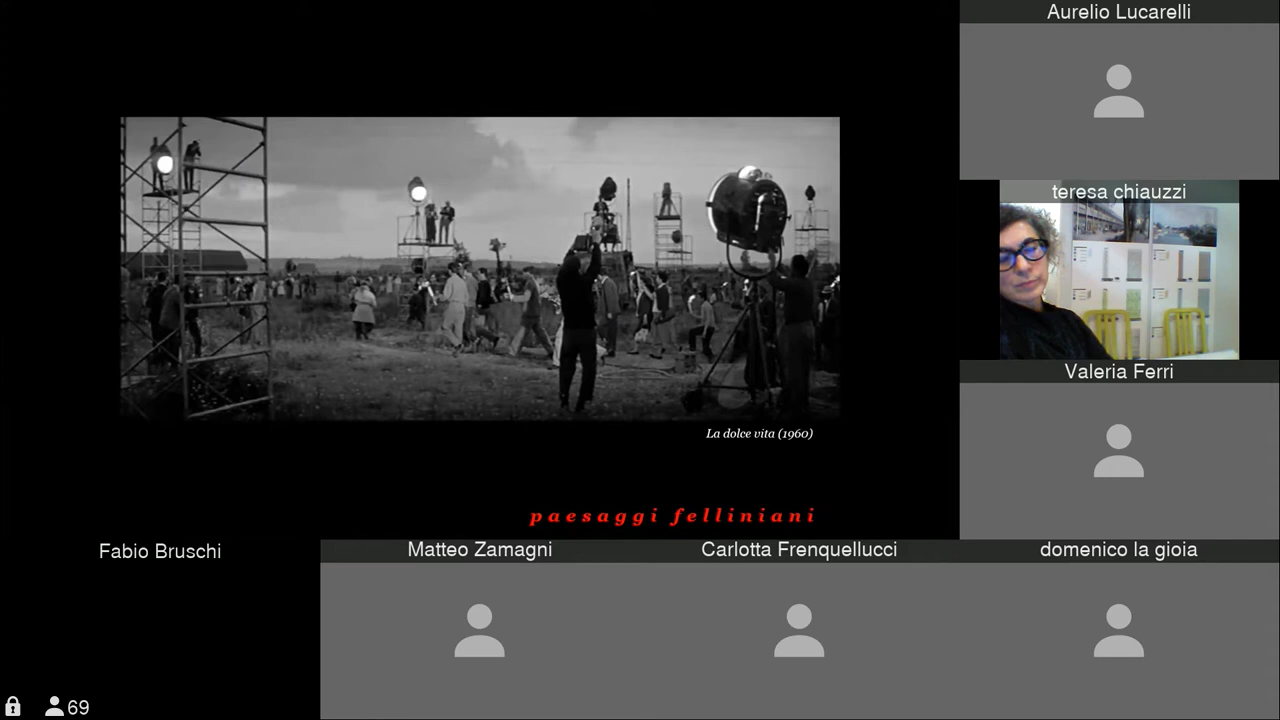 Aurelio Lucarelli
teresa chiauzzi
La dolce vita (1960)
paesaggi felliniani
Valeria Ferri
Fabio Bruschi
Matteo Zamagni
Carlotta Frenquellucci
domenico la gioia
69